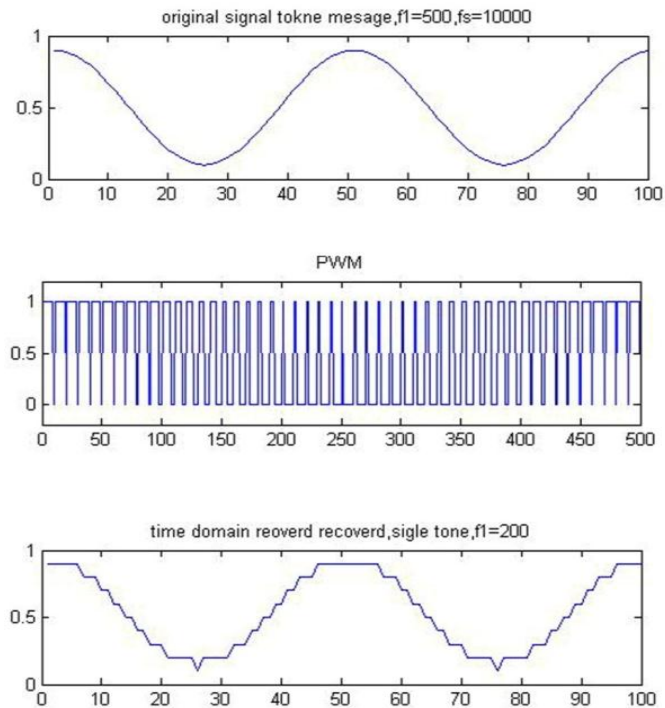 original signal tokne mesage,f1=500,fs=10000
1
0.5
0
0 10 20 30 40 50 60 70 80 90 100
PWM
1
0.5
0
0 50 100 150 200 250 300 350 400 450 500
time domain reoverd recoverd,sigle tone,f1=200
1
0.5
0
0 10 20 30 40 50 60 70 80 90 100